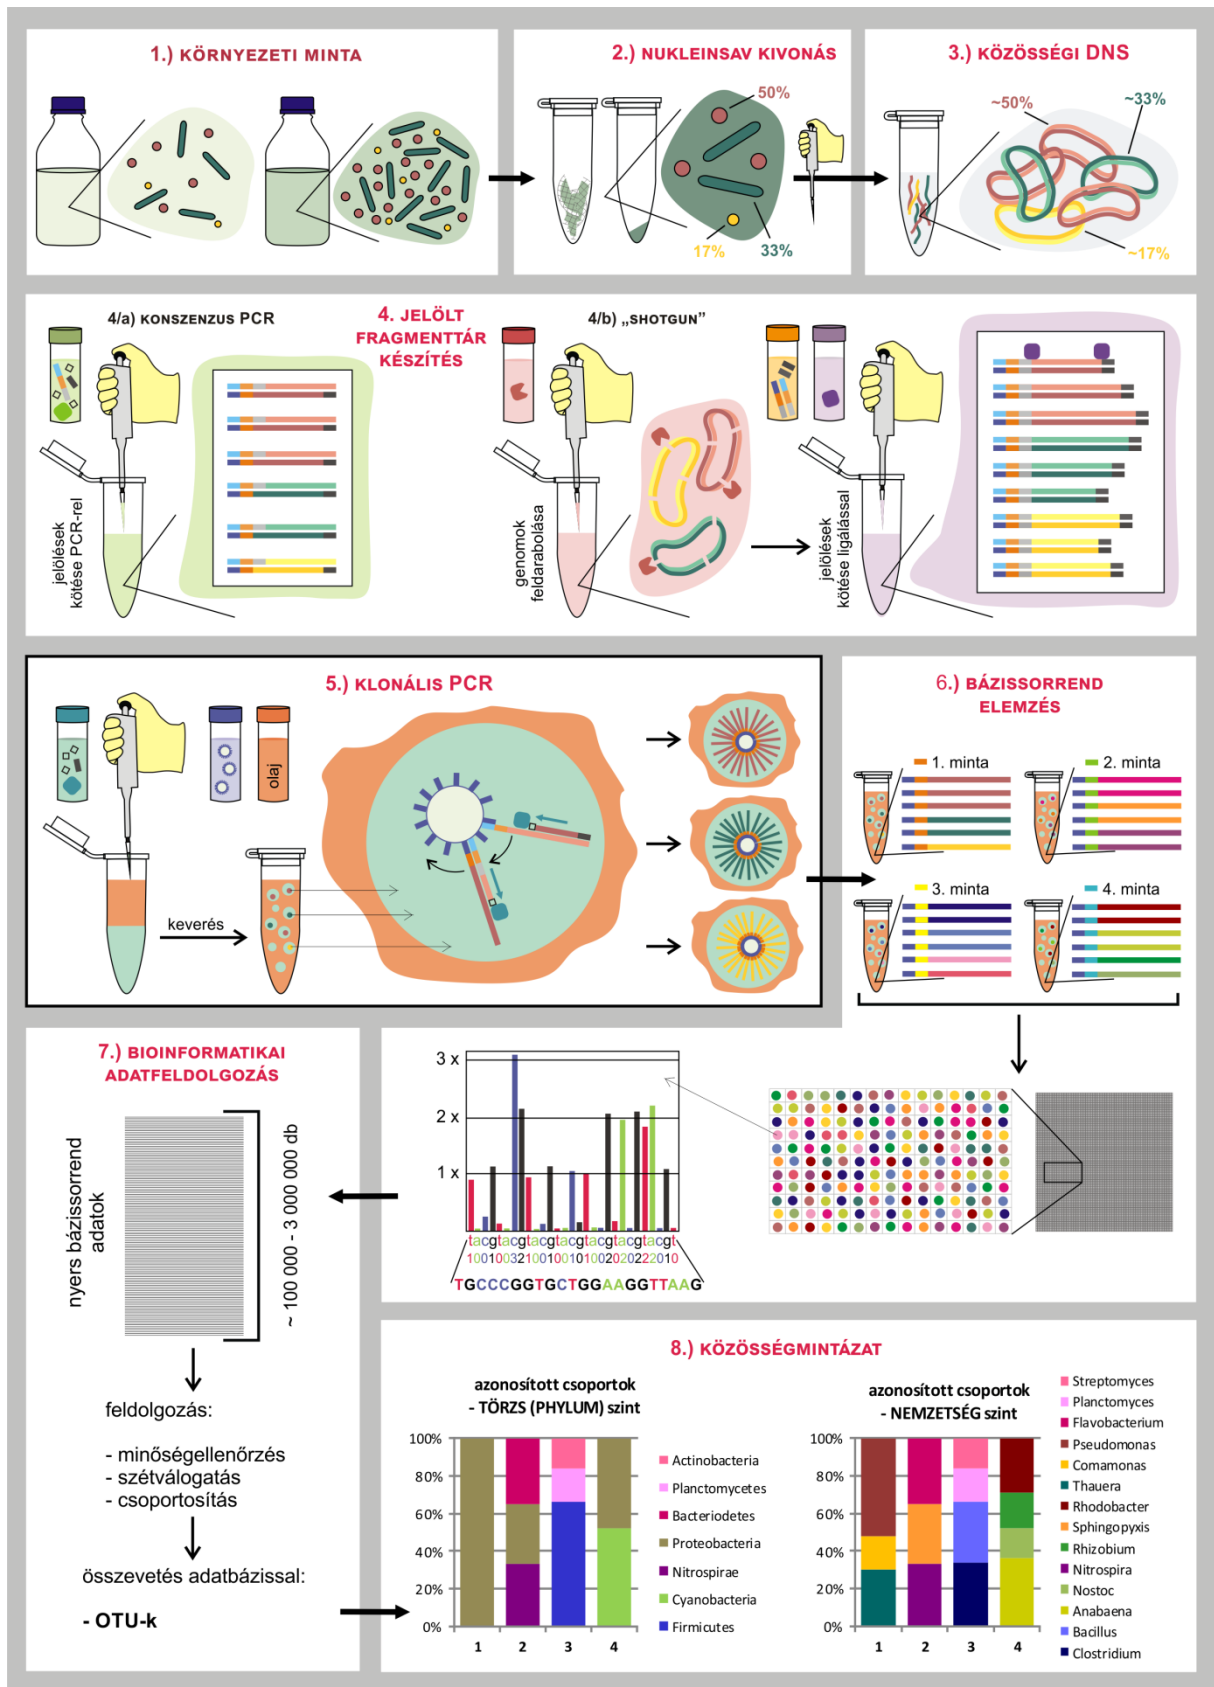 1.) KÖRNYEZETI MINTA
2.) NUKLEINSAV KIVONÁS
50%
17%
33%
3.) KÖZÖSSÉGI DNS
~50%
~33%
~17%
4. JELÖLT
FRAGMENTTÁR
KÉSZÍTÉS
4/a) KONSZENZUS PCR
jelölések
kötése PCR-rel
4/b) „SHOTGUN”
genomok
feldarabolása
jelölések
kötése ligálással
5.) KLONÁLIS PCR
olaj
keverés
6.) BÁZISSORREND
ELEMZÉS
1. minta
2. minta
3. minta
4. minta
3 x
2 x
1 x
tacgtacgtacgtacgtacgtacgt
1001003210010010010020202201 0
TGCCCGGTGCTGGAAGGTTAAG
7.) BIOINFORMATIKAI
ADATFELDOLGOZÁS
nyers bázissorrend
adatok
~ 100 000 - 3 000 000 db
feldolgozás:
- minőségellenőrzés
- szétválogatás
- csoportosítás
összevetés adatbázissal:
- OTU-k
8.) KÖZÖSSÉGMINTÁZAT
azonosított csoportok
- TÖRZS (PHYLUM) szint
100%
80%
60%
40%
20%
0%
1 2 3 4
Actinobacteria
Planctomycetes
Bacteriodetes
Proteobacteria
Nitrospirae
Cyanobacteria
Firmicutes
azonosított csoportok
- NEMZETSÉG szint
100%
80%
60%
40%
20%
0%
1 2 3 4
Streptomyces
Planctomyces
Flavobacterium
Pseudomonas
Comamonas
Thauera
Rhodobacter
Sphingopyxis
Rhizobium
Nitrospira
Nostoc
Anabaena
Bacillus
Clostridium